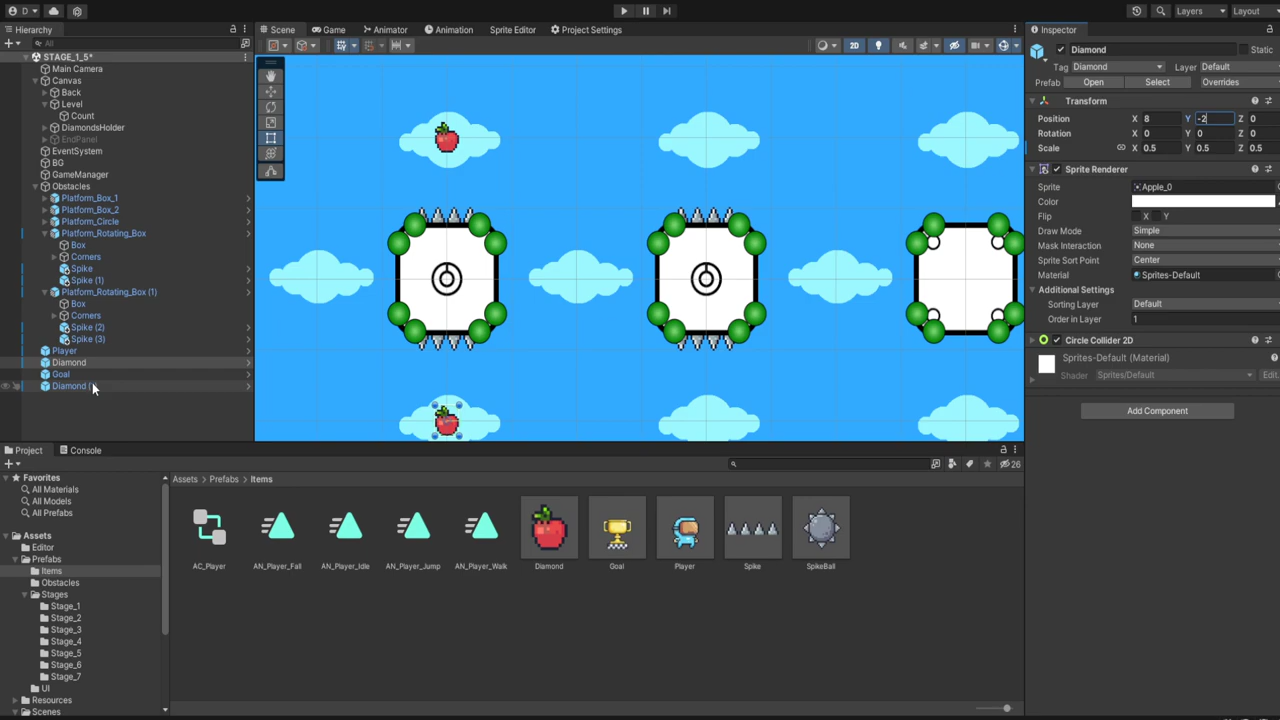 D
Layers
Layout
Hierarchy
Scene
Game
Animator
Animation
Sprite Editor
Project Settings
Inspector
All
2D
STAGE_1_5*
Main Camera
Canvas
Back
Level
Count
DiamondsHolder
EndPanel
EventSystem
BG
GameManager
Obstacles
Platform_Box_1
Platform_Box_2
Platform_Circle
Platform_Rotating_Box
Box
Corners
Spike
Spike (1)
Platform_Rotating_Box (1)
Box
Corners
Spike (2)
Spike (3)
Player
Diamond
Goal
Diamond
Diamond
Static
Tag Diamond Layer Default
Prefab Open Select Overrides
Transform
Position X 8 Y -2 Z 0
Rotation X 0 Y 0 Z 0
Scale X 0.5 Y 0.5 Z 0.5
Sprite Renderer
Sprite Apple_0
Color
Flip X Y
Draw Mode Simple
Mask Interaction None
Sprite Sort Point Center
Material Sprites-Default
Additional Settings
Sorting Layer Default
Order in Layer 1
Circle Collider 2D
Sprites-Default (Material)
Shader Sprites/Default Edit.
Add Component
Project
Console
26
Favorites
All Materials
All Models
All Prefabs
Assets
Editor
Prefabs
Items
Obstacles
Stages
Stage_1
Stage_2
Stage_3
Stage_4
Stage_5
Stage_6
Stage_7
UI
Resources
Scenes
Assets > Prefabs > Items
AC_Player
AN_Player_Fall
AN_Player_Idle
AN_Player_Jump
AN_Player_Walk
Diamond
Goal
Player
Spike
SpikeBall